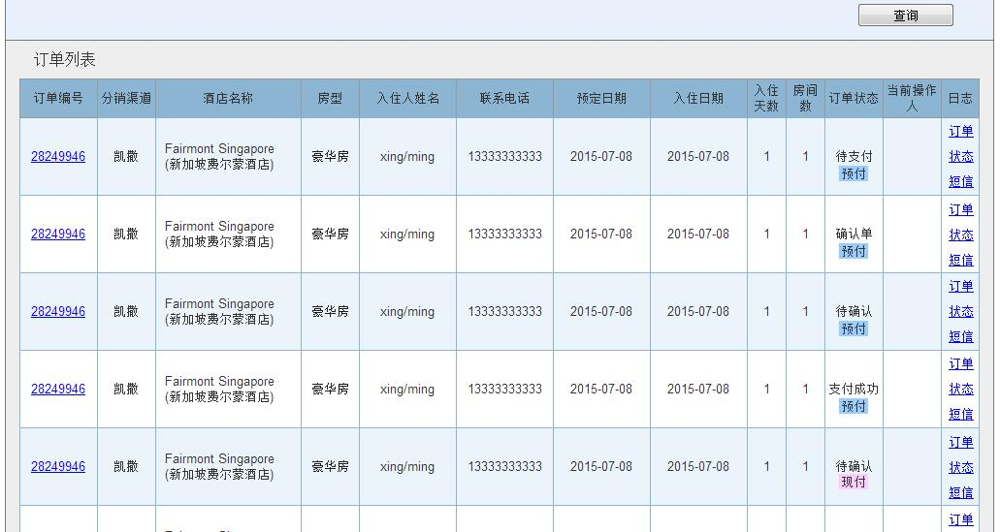 查询
订单列表
订单编号 分销渠道 酒店名称 房型 入住人姓名 联系电话 预定日期 入住日期 入住天数 房间数 订单状态 当前操作人 日志
28249946 凯撒 Fairmont Singapore (新加坡费尔蒙酒店) 豪华房 xing/ming 13333333333 2015-07-08 2015-07-08 1 1 待支付 预付 订单 状态 短信
28249946 凯撒 Fairmont Singapore (新加坡费尔蒙酒店) 豪华房 xing/ming 13333333333 2015-07-08 2015-07-08 1 1 确认单 预付 订单 状态 短信
28249946 凯撒 Fairmont Singapore (新加坡费尔蒙酒店) 豪华房 xing/ming 13333333333 2015-07-08 2015-07-08 1 1 待确认 预付 订单 状态 短信
28249946 凯撒 Fairmont Singapore (新加坡费尔蒙酒店) 豪华房 xing/ming 13333333333 2015-07-08 2015-07-08 1 1 支付成功 预付 订单 状态 短信
28249946 凯撒 Fairmont Singapore (新加坡费尔蒙酒店) 豪华房 xing/ming 13333333333 2015-07-08 2015-07-08 1 1 待确认 现付 订单 状态 短信
订单